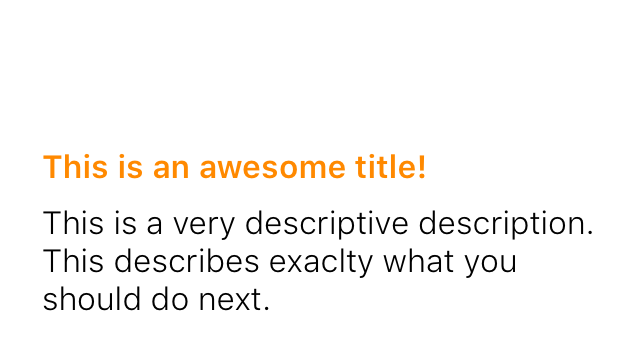 This is an awesome title!
This is a very descriptive description.
This describes exaclty what you
should do next.